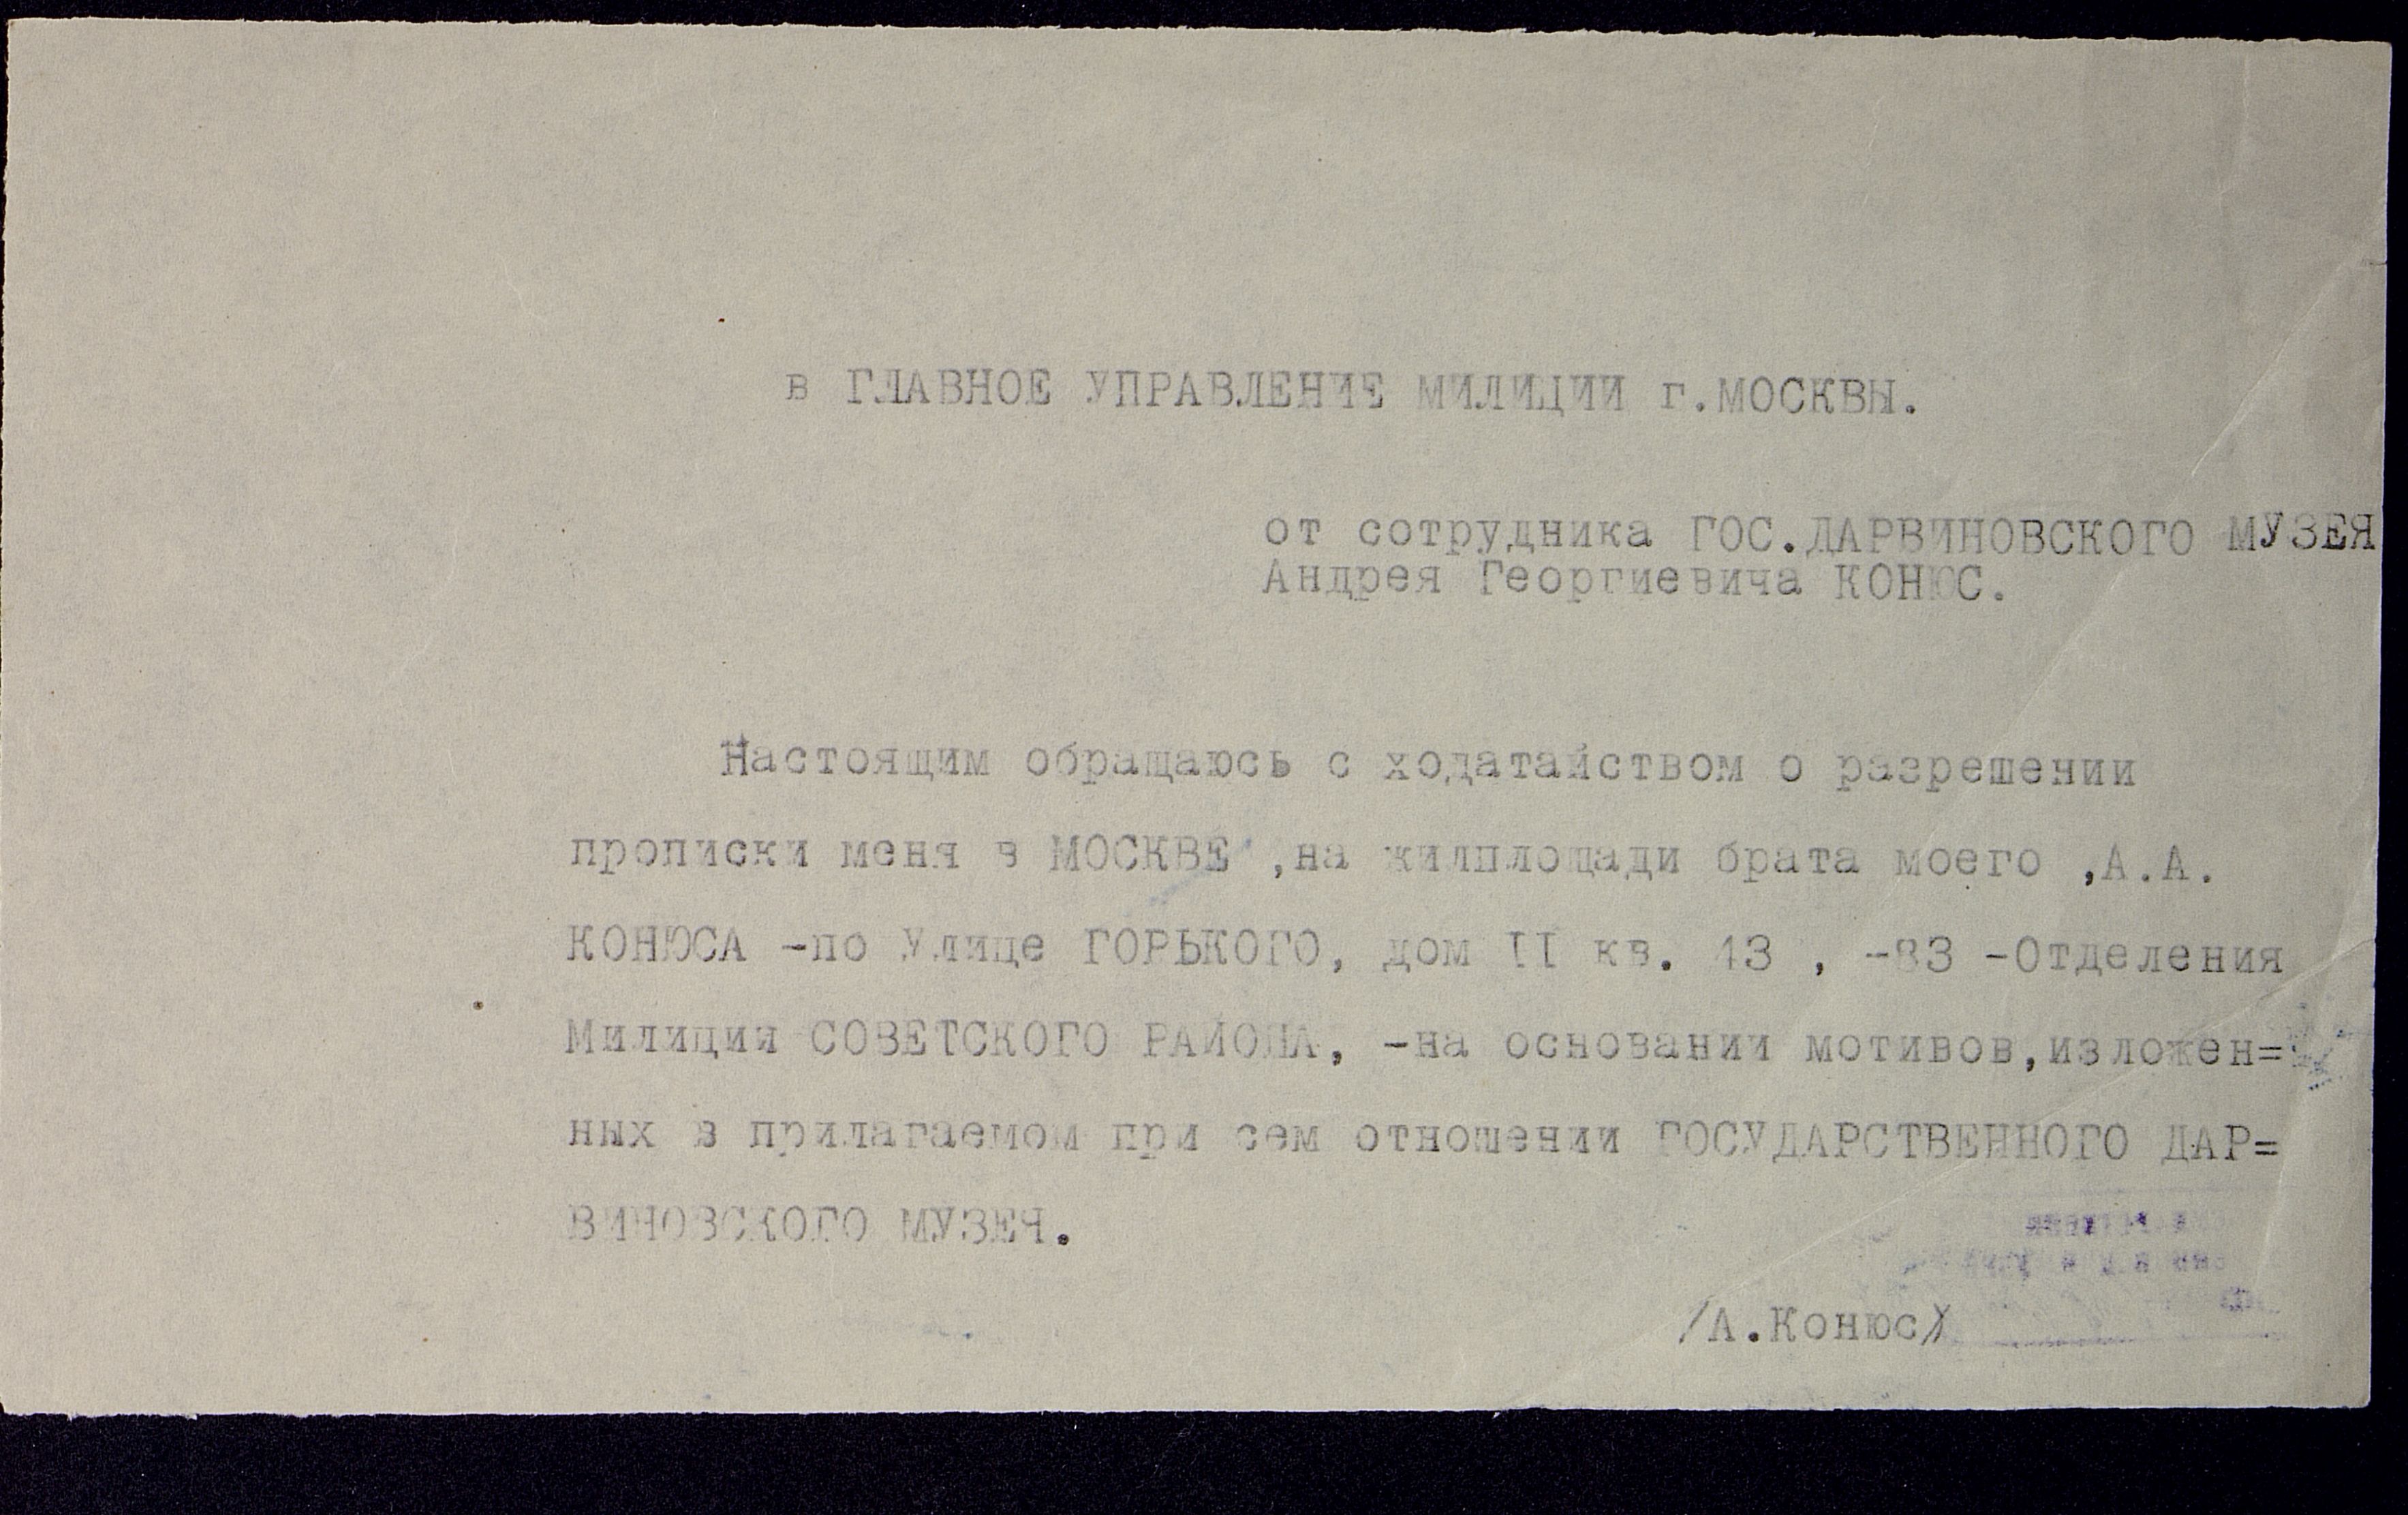 в ГЛАВНОЕ УПРАВЛЕНИЕ МИЛИЦИИ г.МОСКВЫ.
от сотрудника ГОС.ДАРВИНОВСКОГО МУЗЕЯ
Андрея Георгиевича КОНЮС.
Настоящим обращаюсь с ходатайством о разрешении
прописки меня в МОСКВЕ ,на жилплощади брата моего ,А.А.
КОНЮСА -по Улице ГОРЬКОГО, дом II кв. 13 , -83 -Отделения
Милиции СОВЕТСКОГО РАЙОНА, -на основании мотивов,изложен=
ных в прилагаемом при сем отношении ГОСУДАРСТВЕННОГО ДАР=
ВИНОВСКОГО МУЗЕЯ.
/А.Конюс/